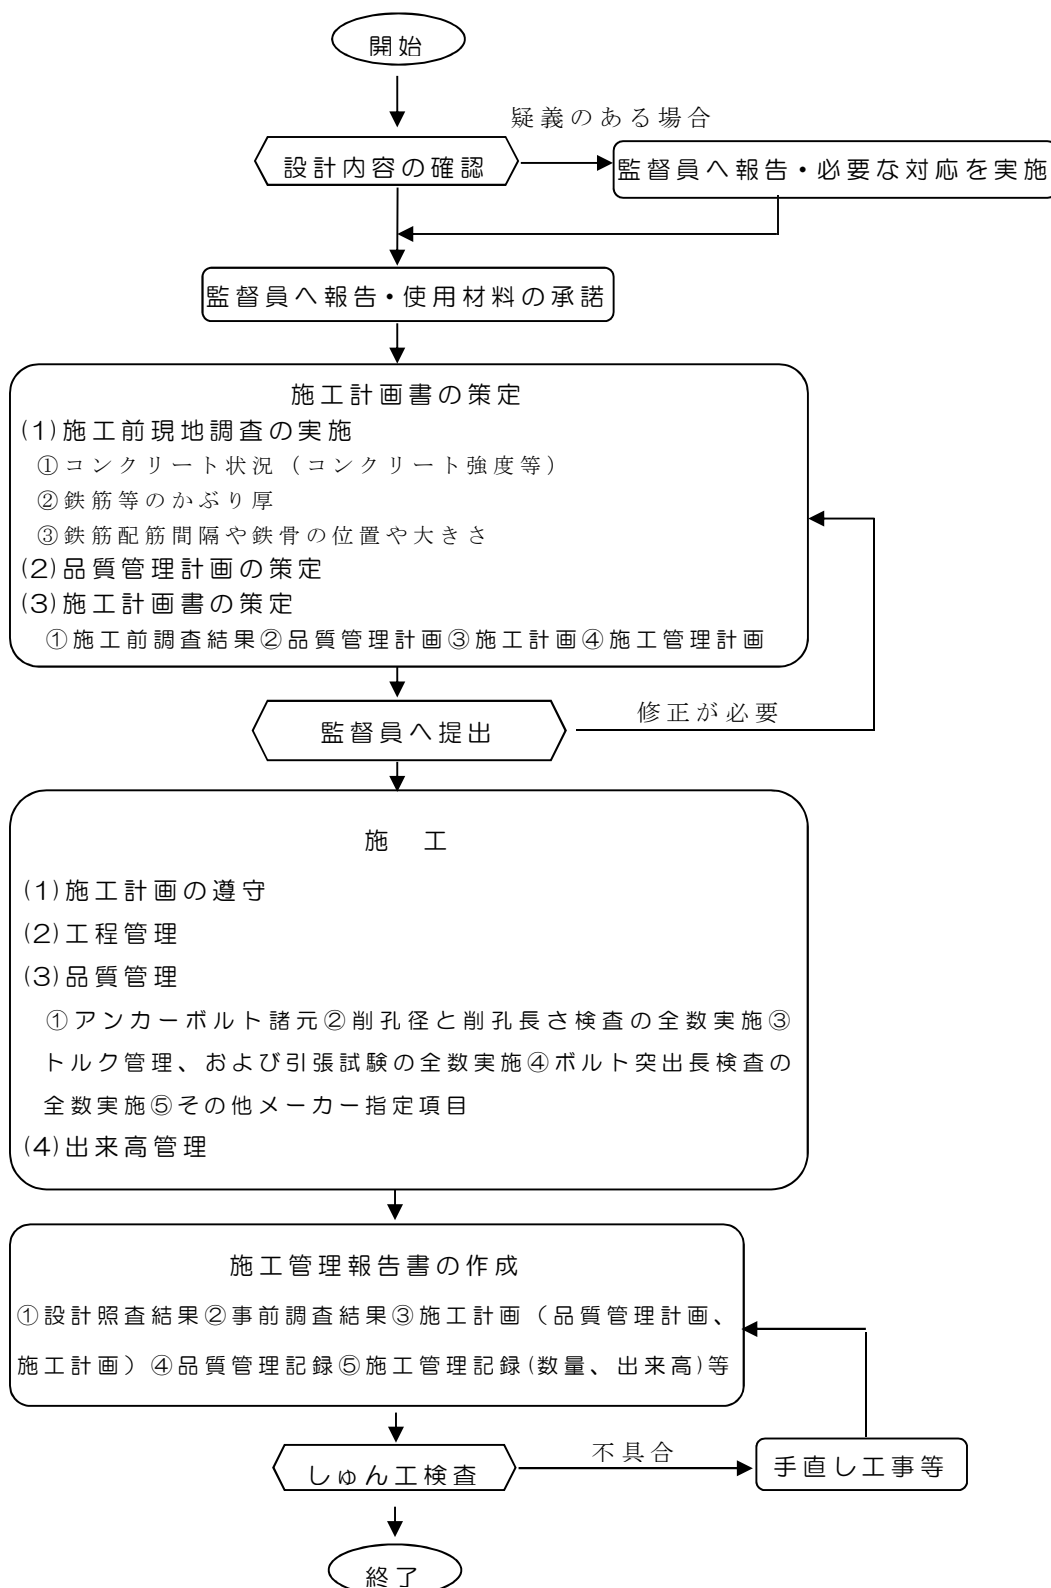 開始
疑義のある場合
設計内容の確認
監督員へ報告・必要な対応を実施
監督員へ報告・使用材料の承諾
施工計画書の策定
(1)施工前現地調査の実施
①コンクリート状況（コンクリート強度等）
②鉄筋等のかぶり厚
③鉄筋配筋間隔や鉄骨の位置や大きさ
(2)品質管理計画の策定
(3)施工計画書の策定
①施工前調査結果②品質管理計画③施工計画④施工管理計画
監督員へ提出
修正が必要
施　工
(1)施工計画の遵守
(2)工程管理
(3)品質管理
①アンカーボルト諸元②削孔径と削孔長さ検査の全数実施③
トルク管理、および引張試験の全数実施④ボルト突出長検査の
全数実施⑤その他メーカー指定項目
(4)出来高管理
施工管理報告書の作成
①設計照査結果②事前調査結果③施工計画（品質管理計画、
施工計画）④品質管理記録⑤施工管理記録(数量、出来高)等
しゅん工検査
不具合
手直し工事等
終了